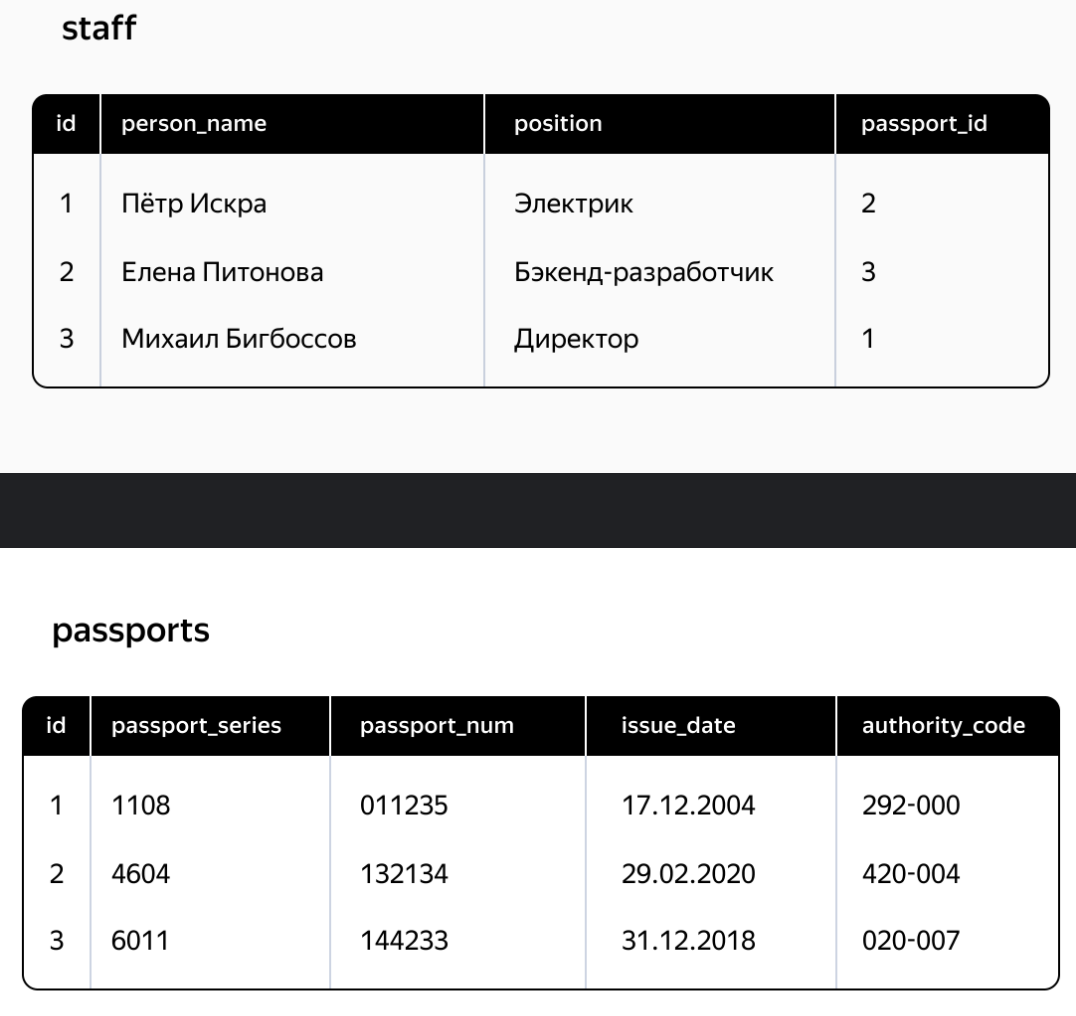 staff
id person_name position passport_id
1 Пётр Искра Электрик 2
2 Елена Питонова Бэкенд-разработчик 3
3 Михаил Бигбоссов Директор 1
passports
id passport_series passport_num issue_date authority_code
1 1108 011235 17.12.2004 292-000
2 4604 132134 29.02.2020 420-004
3 6011 144233 31.12.2018 020-007